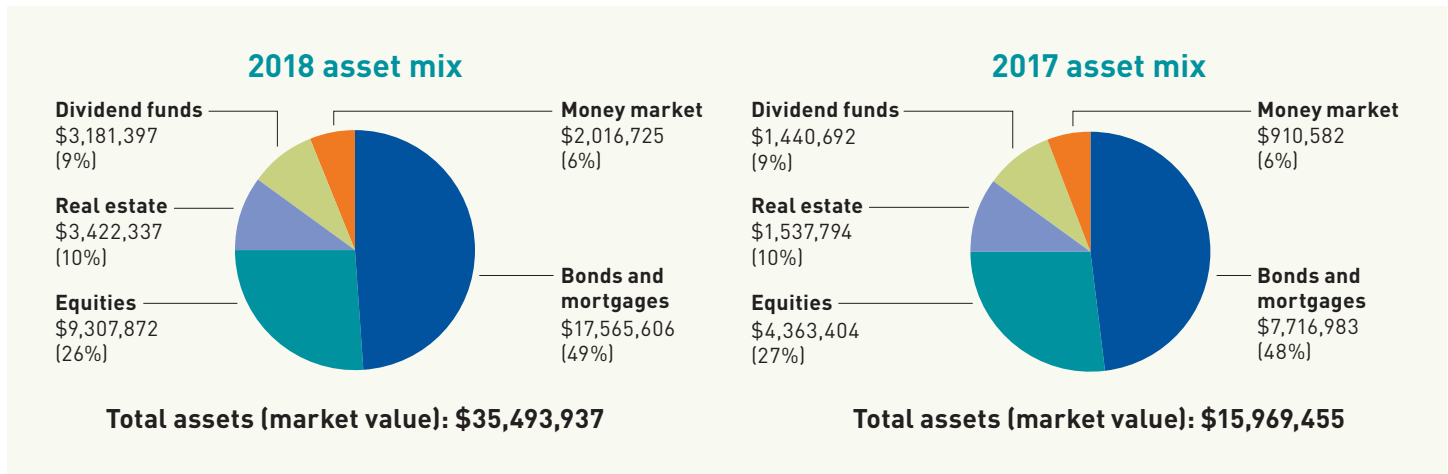 2018 asset mix
Dividend funds
$3,181,397
(9%)
Money market
$2,016,725
(6%)
Real estate
$3,422,337
(10%)
Equities
$9,307,872
(26%)
Bonds and
mortgages
$17,565,606
(49%)
Total assets (market value): $35,493,937
2017 asset mix
Dividend funds
$1,440,692
(9%)
Money market
$910,582
(6%)
Real estate
$1,537,794
(10%)
Equities
$4,363,404
(27%)
Bonds and
mortgages
$7,716,983
(48%)
Total assets (market value): $15,969,455